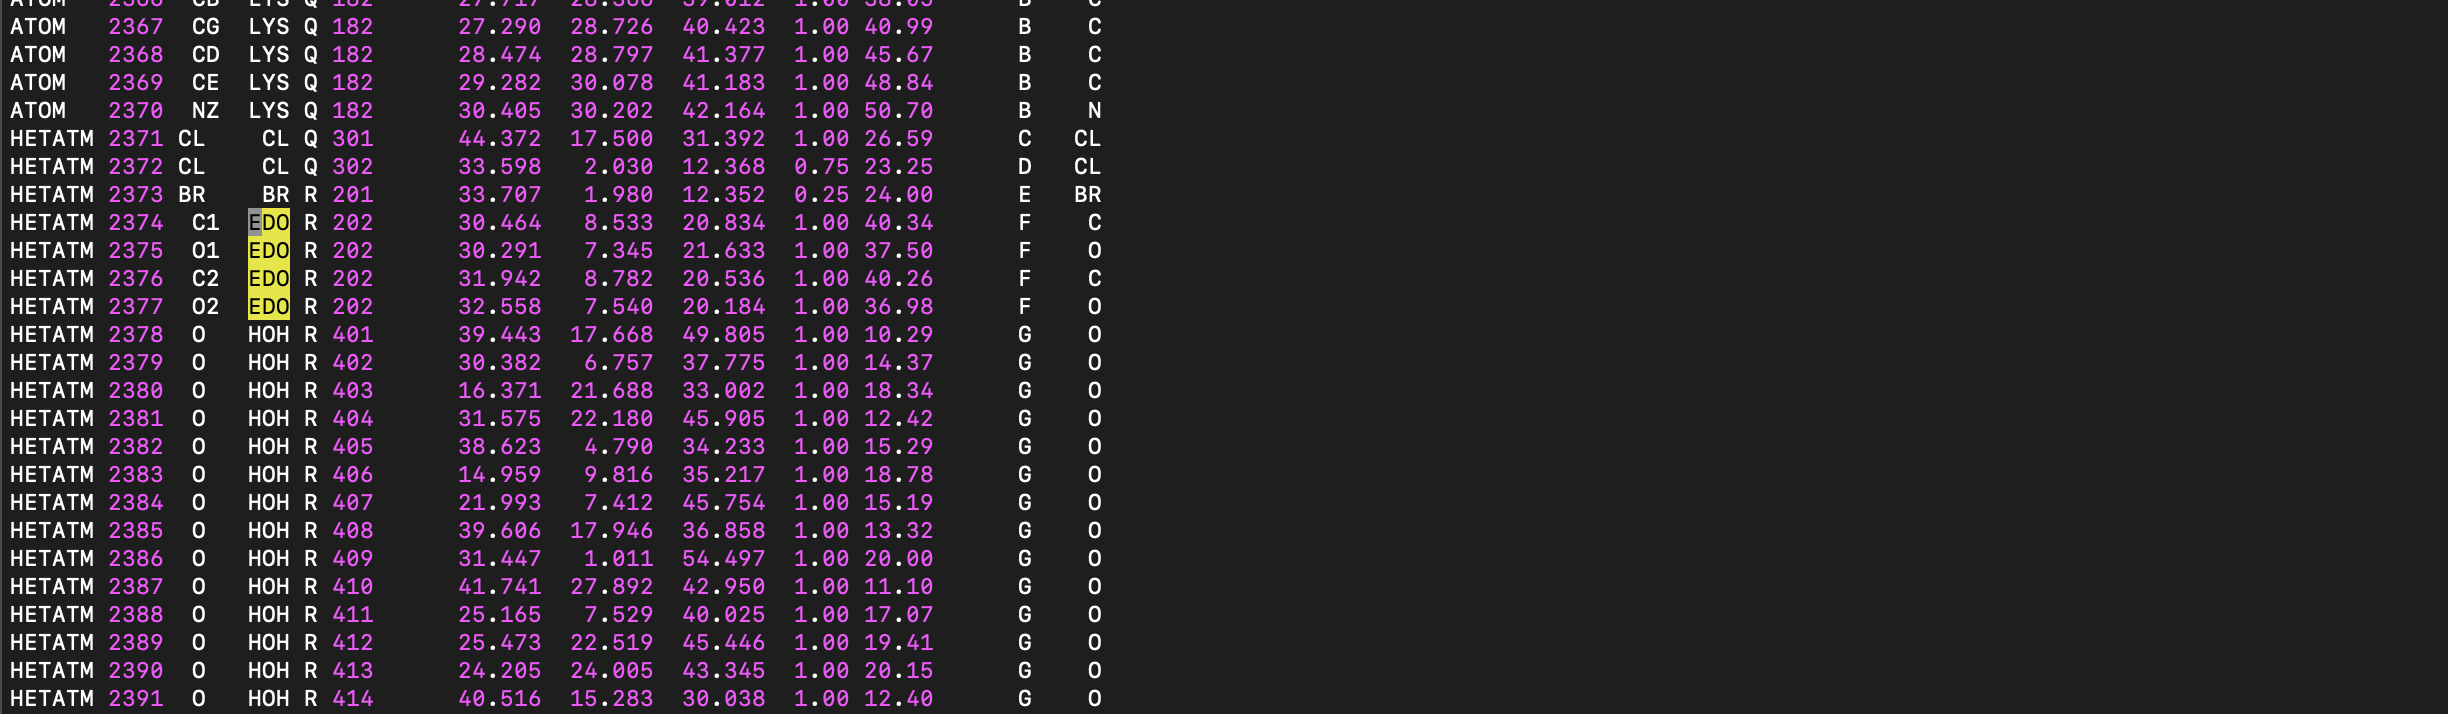 ATOM   2366  CB  LYS Q 182      27.717  28.366  39.012  1.00 38.05      B    C
ATOM   2367  CG  LYS Q 182      27.290  28.726  40.423  1.00 40.99      B    C
ATOM   2368  CD  LYS Q 182      28.474  28.797  41.377  1.00 45.67      B    C
ATOM   2369  CE  LYS Q 182      29.282  30.078  41.183  1.00 48.84      B    C
ATOM   2370  NZ  LYS Q 182      30.405  30.202  42.164  1.00 50.70      B    N
HETATM 2371 CL    CL Q 301      44.372  17.500  31.392  1.00 26.59      C   CL
HETATM 2372 CL    CL Q 302      33.598   2.030  12.368  0.75 23.25      D   CL
HETATM 2373 BR    BR R 201      33.707   1.980  12.352  0.25 24.00      E   BR
HETATM 2374  C1  EDO R 202      30.464   8.533  20.834  1.00 40.34      F    C
HETATM 2375  O1  EDO R 202      30.291   7.345  21.633  1.00 37.50      F    O
HETATM 2376  C2  EDO R 202      31.942   8.782  20.536  1.00 40.26      F    C
HETATM 2377  O2  EDO R 202      32.558   7.540  20.184  1.00 36.98      F    O
HETATM 2378  O   HOH R 401      39.443  17.668  49.805  1.00 10.29      G    O
HETATM 2379  O   HOH R 402      30.382   6.757  37.775  1.00 14.37      G    O
HETATM 2380  O   HOH R 403      16.371  21.688  33.002  1.00 18.34      G    O
HETATM 2381  O   HOH R 404      31.575  22.180  45.905  1.00 12.42      G    O
HETATM 2382  O   HOH R 405      38.623   4.790  34.233  1.00 15.29      G    O
HETATM 2383  O   HOH R 406      14.959   9.816  35.217  1.00 18.78      G    O
HETATM 2384  O   HOH R 407      21.993   7.412  45.754  1.00 15.19      G    O
HETATM 2385  O   HOH R 408      39.606  17.946  36.858  1.00 13.32      G    O
HETATM 2386  O   HOH R 409      31.447   1.011  54.497  1.00 20.00      G    O
HETATM 2387  O   HOH R 410      41.741  27.892  42.950  1.00 11.10      G    O
HETATM 2388  O   HOH R 411      25.165   7.529  40.025  1.00 17.07      G    O
HETATM 2389  O   HOH R 412      25.473  22.519  45.446  1.00 19.41      G    O
HETATM 2390  O   HOH R 413      24.205  24.005  43.345  1.00 20.15      G    O
HETATM 2391  O   HOH R 414      40.516  15.283  30.038  1.00 12.40      G    O